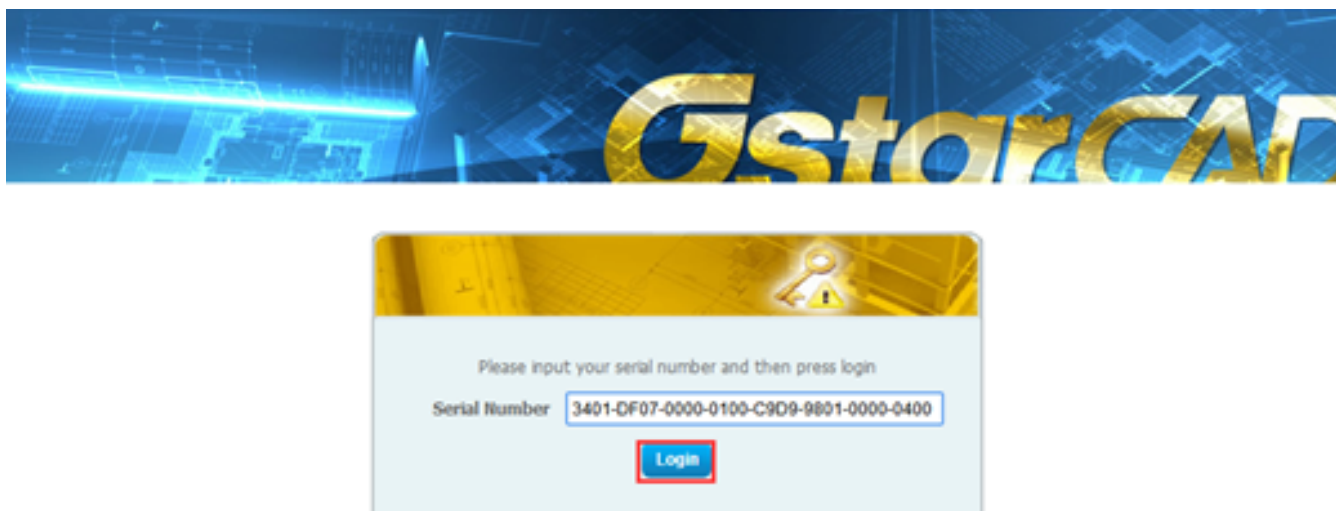 GstarCAD
Please input your serial number and then press login
Serial Number 3401-DF07-0000-0100-C9D9-9801-0000-0400
Login